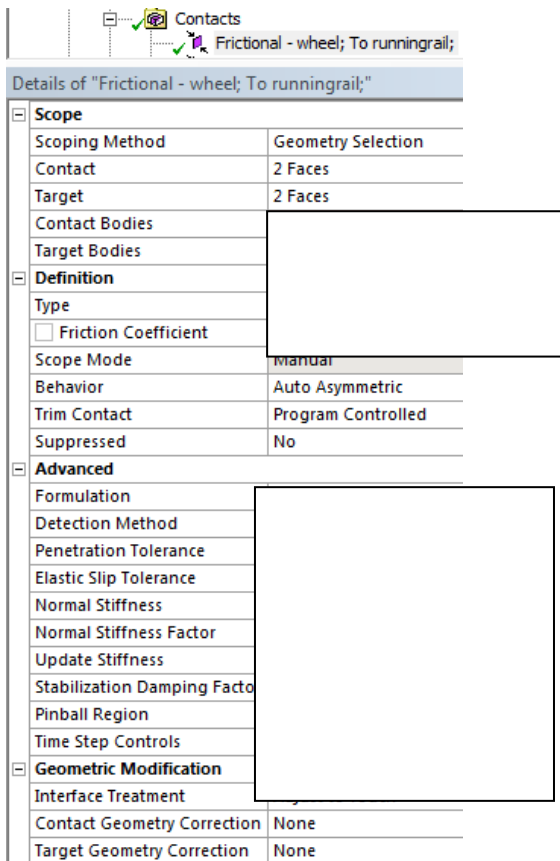 Contacts
Frictional - wheel; To runningrail;
Details of "Frictional - wheel; To runningrail;"
Scope
Scoping Method Geometry Selection
Contact 2 Faces
Target 2 Faces
Contact Bodies
Target Bodies
Definition
Type
Friction Coefficient
Scope Mode Manual
Behavior Auto Asymmetric
Trim Contact Program Controlled
Suppressed No
Advanced
Formulation
Detection Method
Penetration Tolerance
Elastic Slip Tolerance
Normal Stiffness
Normal Stiffness Factor
Update Stiffness
Stabilization Damping Facto
Pinball Region
Time Step Controls
Geometric Modification
Interface Treatment
Contact Geometry Correction None
Target Geometry Correction None